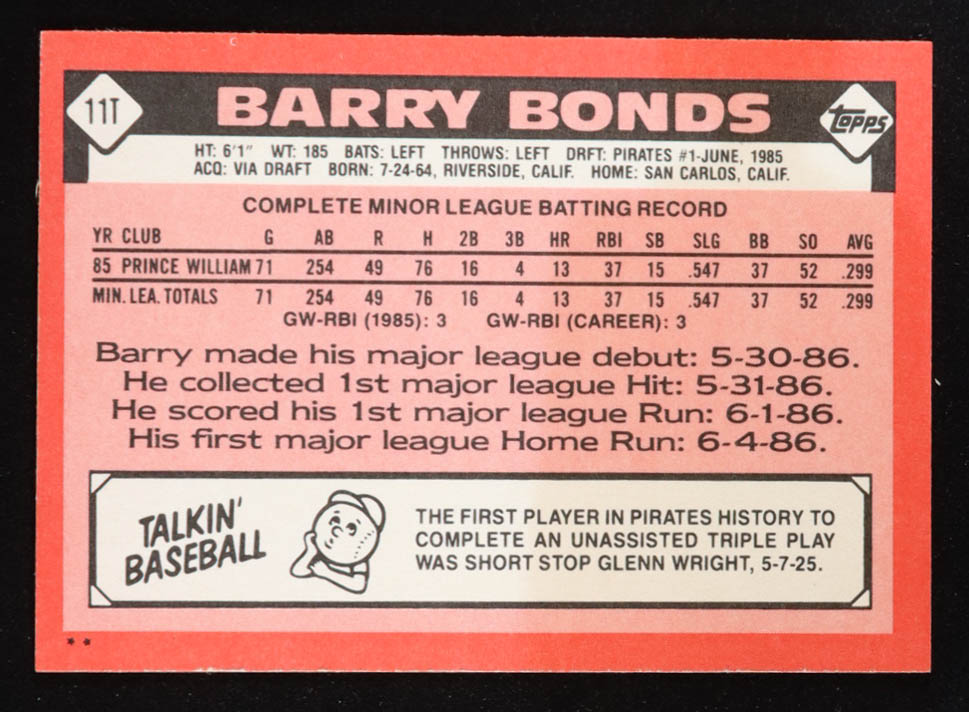 11T
BARRY BONDS
Topps
HT: 6'1" WT: 185 BATS: LEFT THROWS: LEFT DRFT: PIRATES #1-JUNE, 1985
ACQ: VIA DRAFT BORN: 7-24-64, RIVERSIDE, CALIF. HOME: SAN CARLOS, CALIF.
COMPLETE MINOR LEAGUE BATTING RECORD
YR CLUB G AB R H 2B 3B HR RBI SB SLG BB SO AVG
85 PRINCE WILLIAM 71 254 49 76 16 4 13 37 15 .547 37 52 .299
MIN. LEA. TOTALS 71 254 49 76 16 4 13 37 15 .547 37 52 .299
GW-RBI (1985): 3 GW-RBI (CAREER): 3
Barry made his major league debut: 5-30-86.
He collected 1st major league Hit: 5-31-86.
He scored his 1st major league Run: 6-1-86.
His first major league Home Run: 6-4-86.
TALKIN'
BASEBALL
THE FIRST PLAYER IN PIRATES HISTORY TO
COMPLETE AN UNASSISTED TRIPLE PLAY
WAS SHORT STOP GLENN WRIGHT, 5-7-25.
**